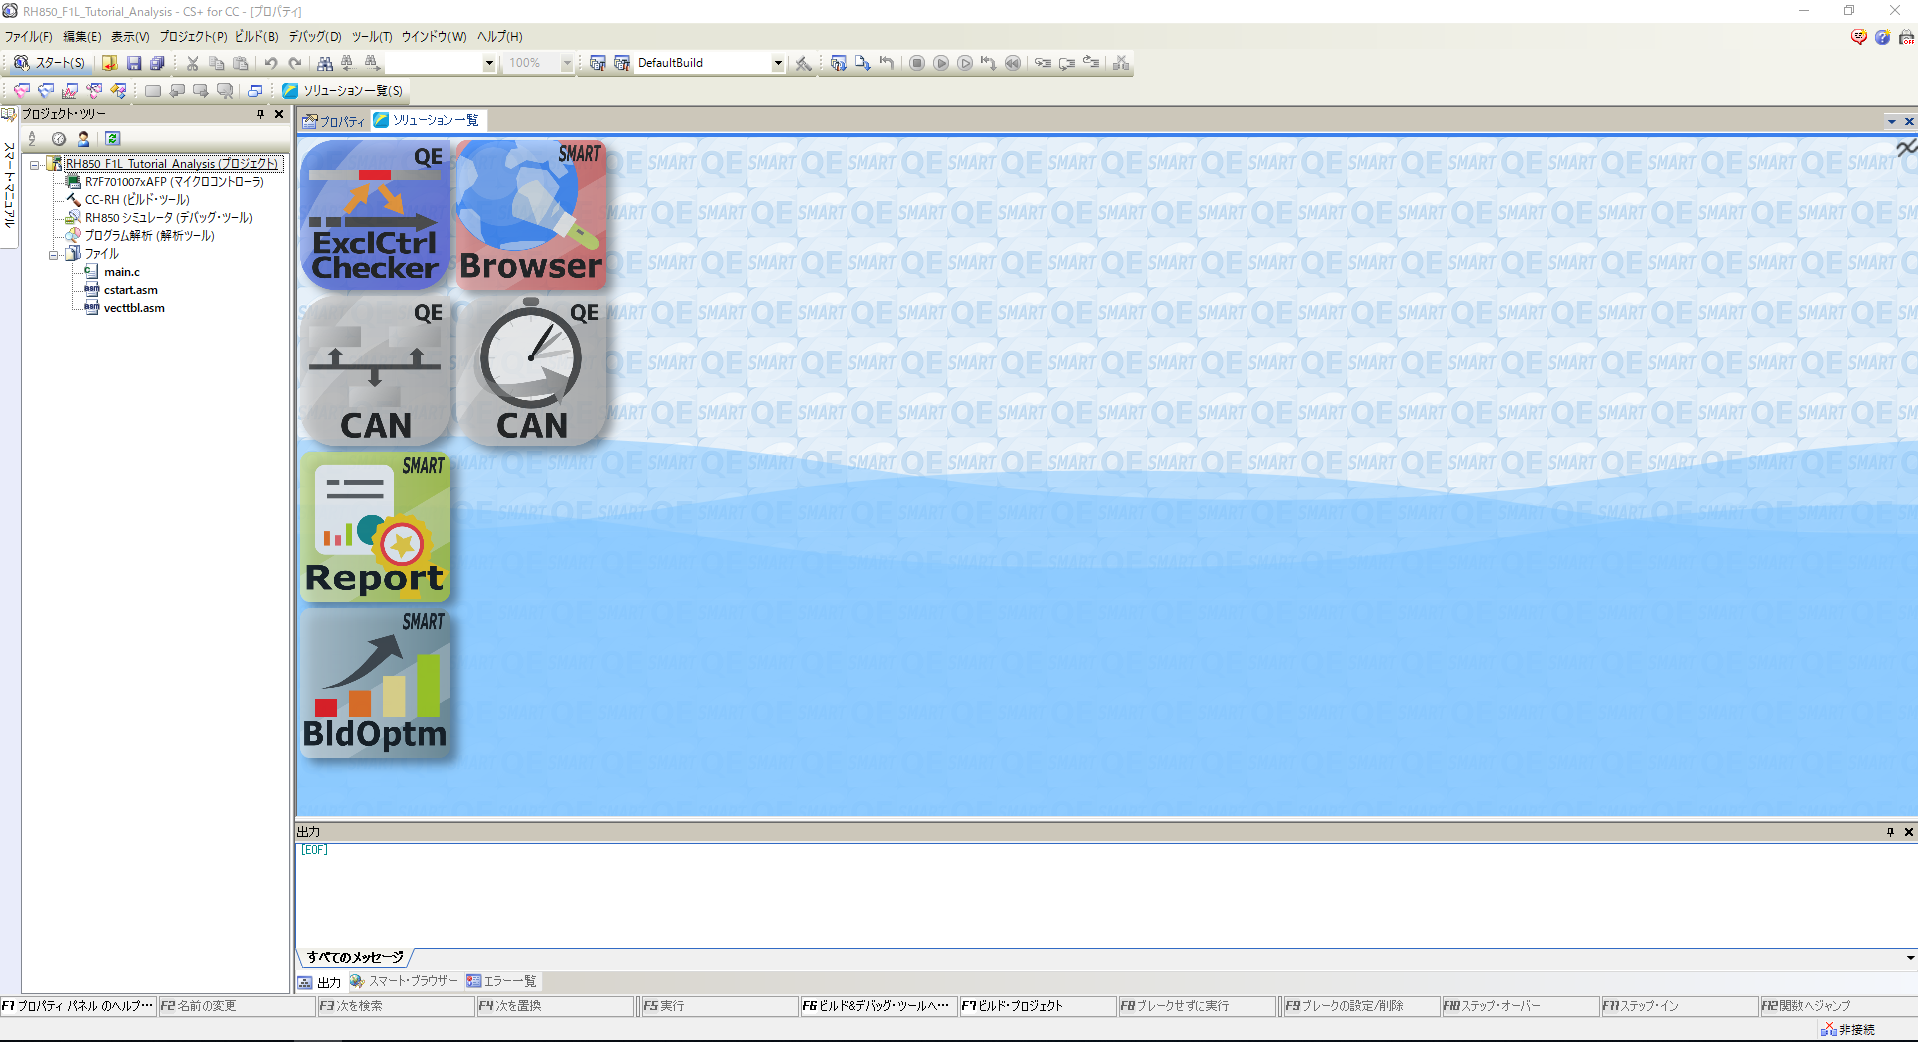 RH850_F1L_Tutorial_Analysis - CS+ for CC - [プロパティ]
ファイル(F) 編集(E) 表示(V) プロジェクト(P) ビルド(B) デバッグ(D) ツール(T) ウインドウ(W) ヘルプ(H)
スタート(S) 100% DefaultBuild
ソリューション一覧(S)
スマート・マニュアル
プロジェクト・ツリー
RH850_F1L_Tutorial_Analysis (プロジェクト)
R7F701007xAFP (マイクロコントローラ)
CC-RH (ビルド・ツール)
RH850 シミュレータ (デバッグ・ツール)
プログラム解析 (解析ツール)
ファイル
main.c
cstart.asm
vecttbl.asm
プロパティ ソリューション一覧
QE
ExclCtrl
Checker
SMART
Browser
QE
CAN
QE
CAN
SMART
Report
SMART
BldOptm
出力
[EOF]
すべてのメッセージ
出力 スマート・ブラウザー エラー一覧
F1 プロパティ パネル のヘルプ… F2 名前の変更 F3 次を検索 F4 次を置換 F5 実行 F6 ビルド&デバッグ・ツールへ… F7 ビルド・プロジェクト F8 ブレークせずに実行 F9 ブレークの設定/削除 F10 ステップ・オーバー F11 ステップ・イン F12 関数へジャンプ
非接続